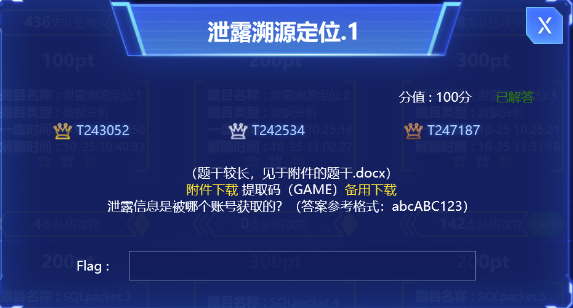 泄露溯源定位.1
X
分值 : 100分 已解答
T243052 T242534 T247187
（题干较长，见于附件的题干.docx）
附件下载 提取码（GAME）备用下载
泄露信息是被哪个账号获取的？（答案参考格式：abcABC123）
Flag :